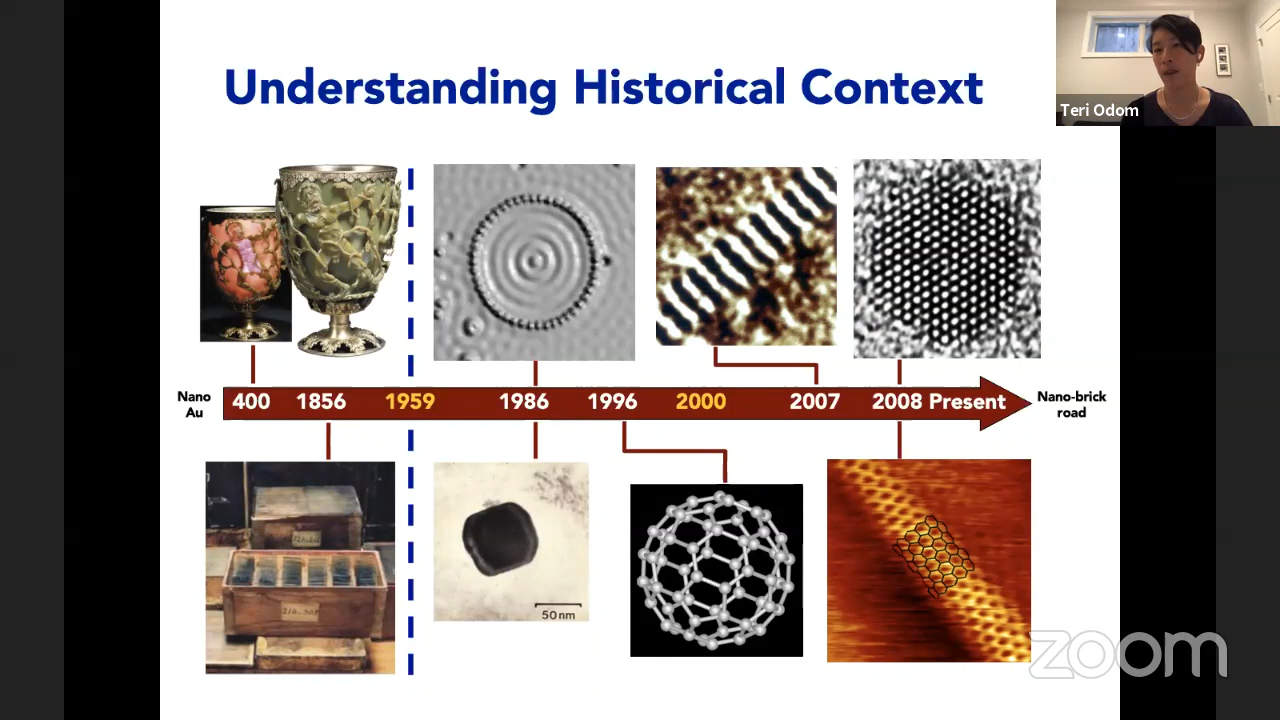 Understanding Historical Context
Teri Odom
Nano
Au
400 1856 1959 1986 1996 2000 2007 2008 Present
Nano-brick
road
50 nm
zoom